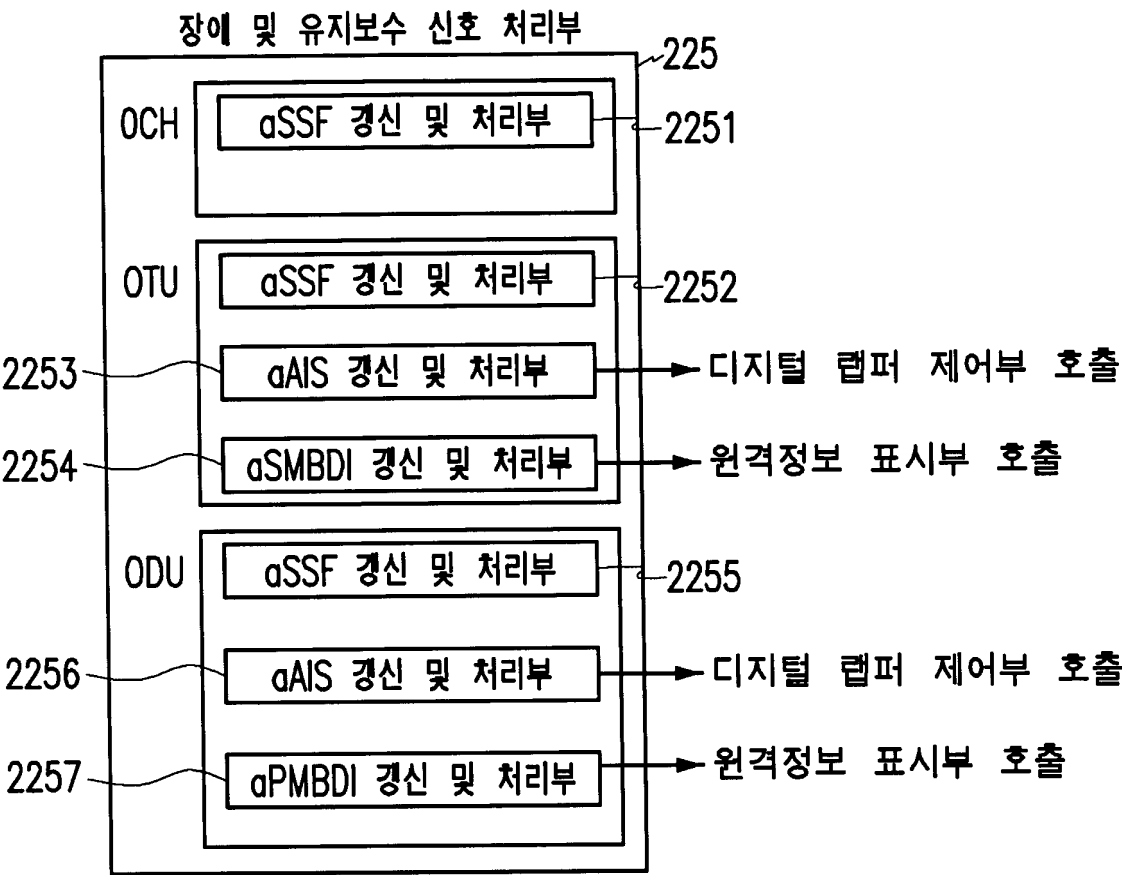 장애 및 유지보수 신호 처리부
225
OCH
aSSF 갱신 및 처리부
2251
OTU
aSSF 갱신 및 처리부
2252
2253
aAIS 갱신 및 처리부
디지털 랩퍼 제어부 호출
2254
aSMBDI 갱신 및 처리부
원격정보 표시부 호출
ODU
aSSF 갱신 및 처리부
2255
2256
aAIS 갱신 및 처리부
디지털 랩퍼 제어부 호출
2257
aPMBDI 갱신 및 처리부
원격정보 표시부 호출